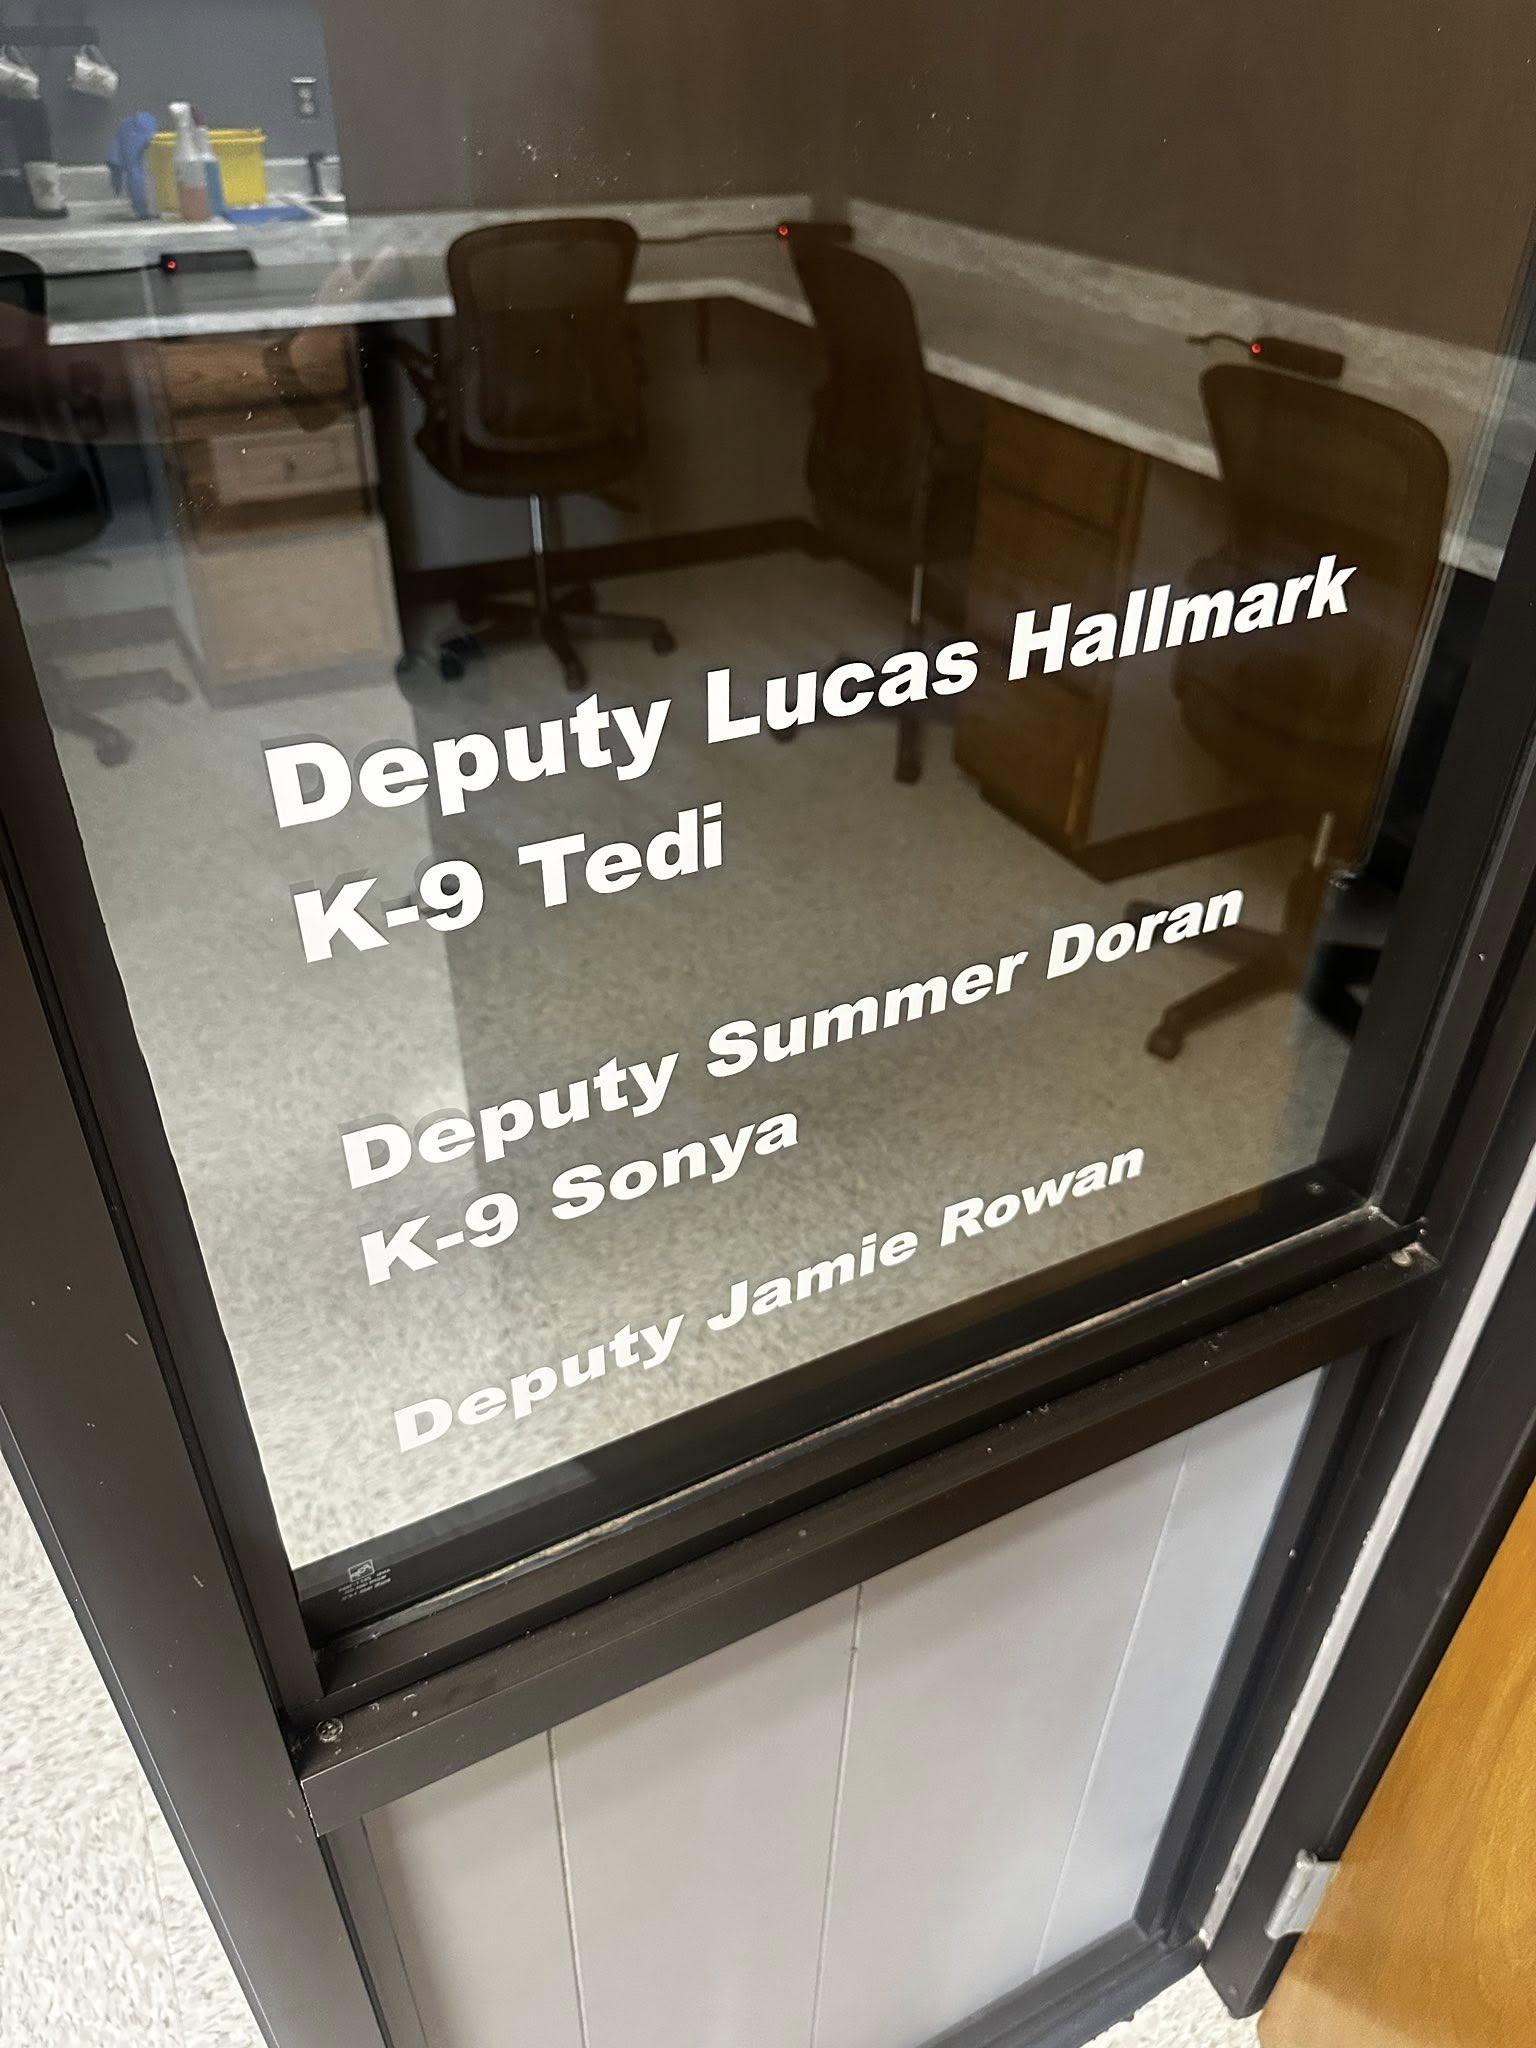 Deputy Lucas Hallmark
K-9 Tedi
Deputy Summer Doran
K-9 Sonya
Deputy Jamie Rowan